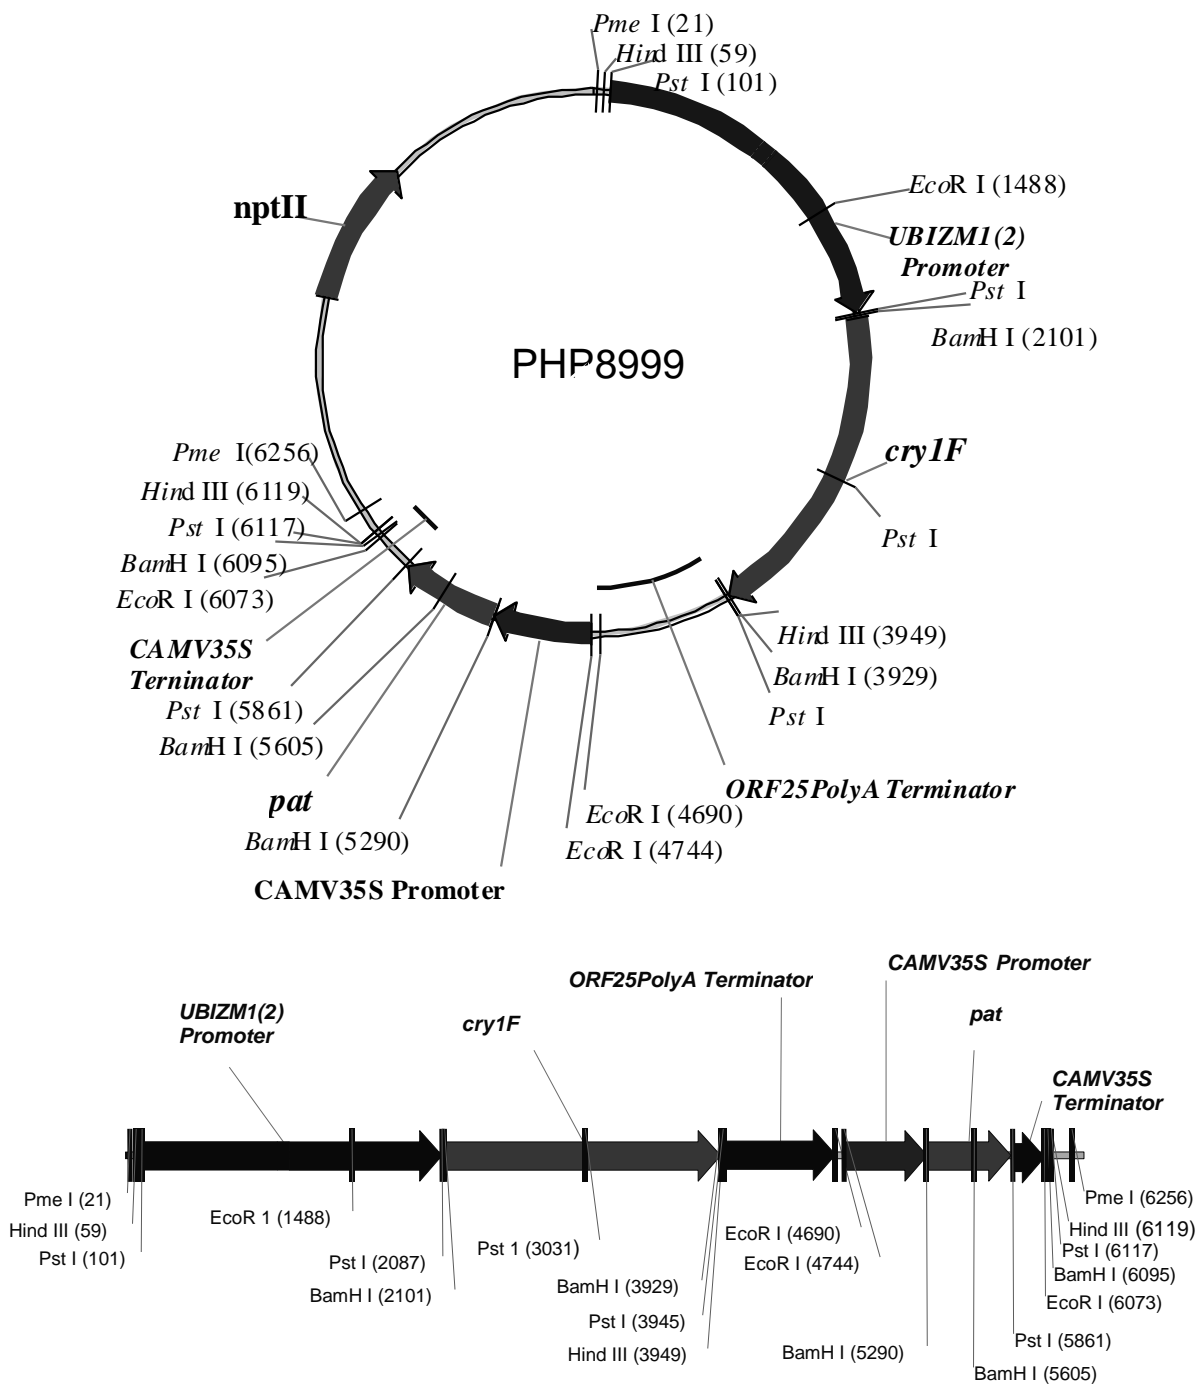 Pme I (21)
Hind III (59)
Pst I (101)
EcoR I (1488)
nptII
UBIZM1(2)
Promoter
Pst I
BamH I (2101)
PHP8999
cry1F
Pme I(6256)
Hind III (6119)
Pst I (6117)
Pst I
BamH I (6095)
EcoR I (6073)
Hind III (3949)
CAMV35S
Terninator
BamH I (3929)
Pst I (5861)
Pst I
BamH I (5605)
ORF25PolyA Terminator
pat
EcoR I (4690)
BamH I (5290)
EcoR I (4744)
CAMV35S Promoter
CAMV35S Promoter
ORF25PolyA Terminator
UBIZM1(2)
Promoter
cry1F
pat
CAMV35S
Terminator
Pme I (21)
Hind III (59)
Pst I (101)
EcoR 1 (1488)
Pst I (2087)
BamH I (2101)
Pst 1 (3031)
BamH I (3929)
Pst I (3945)
Hind III (3949)
EcoR I (4690)
EcoR I (4744)
BamH I (5290)
Pme I (6256)
Hind III (6119)
Pst I (6117)
BamH I (6095)
EcoR I (6073)
Pst I (5861)
BamH I (5605)